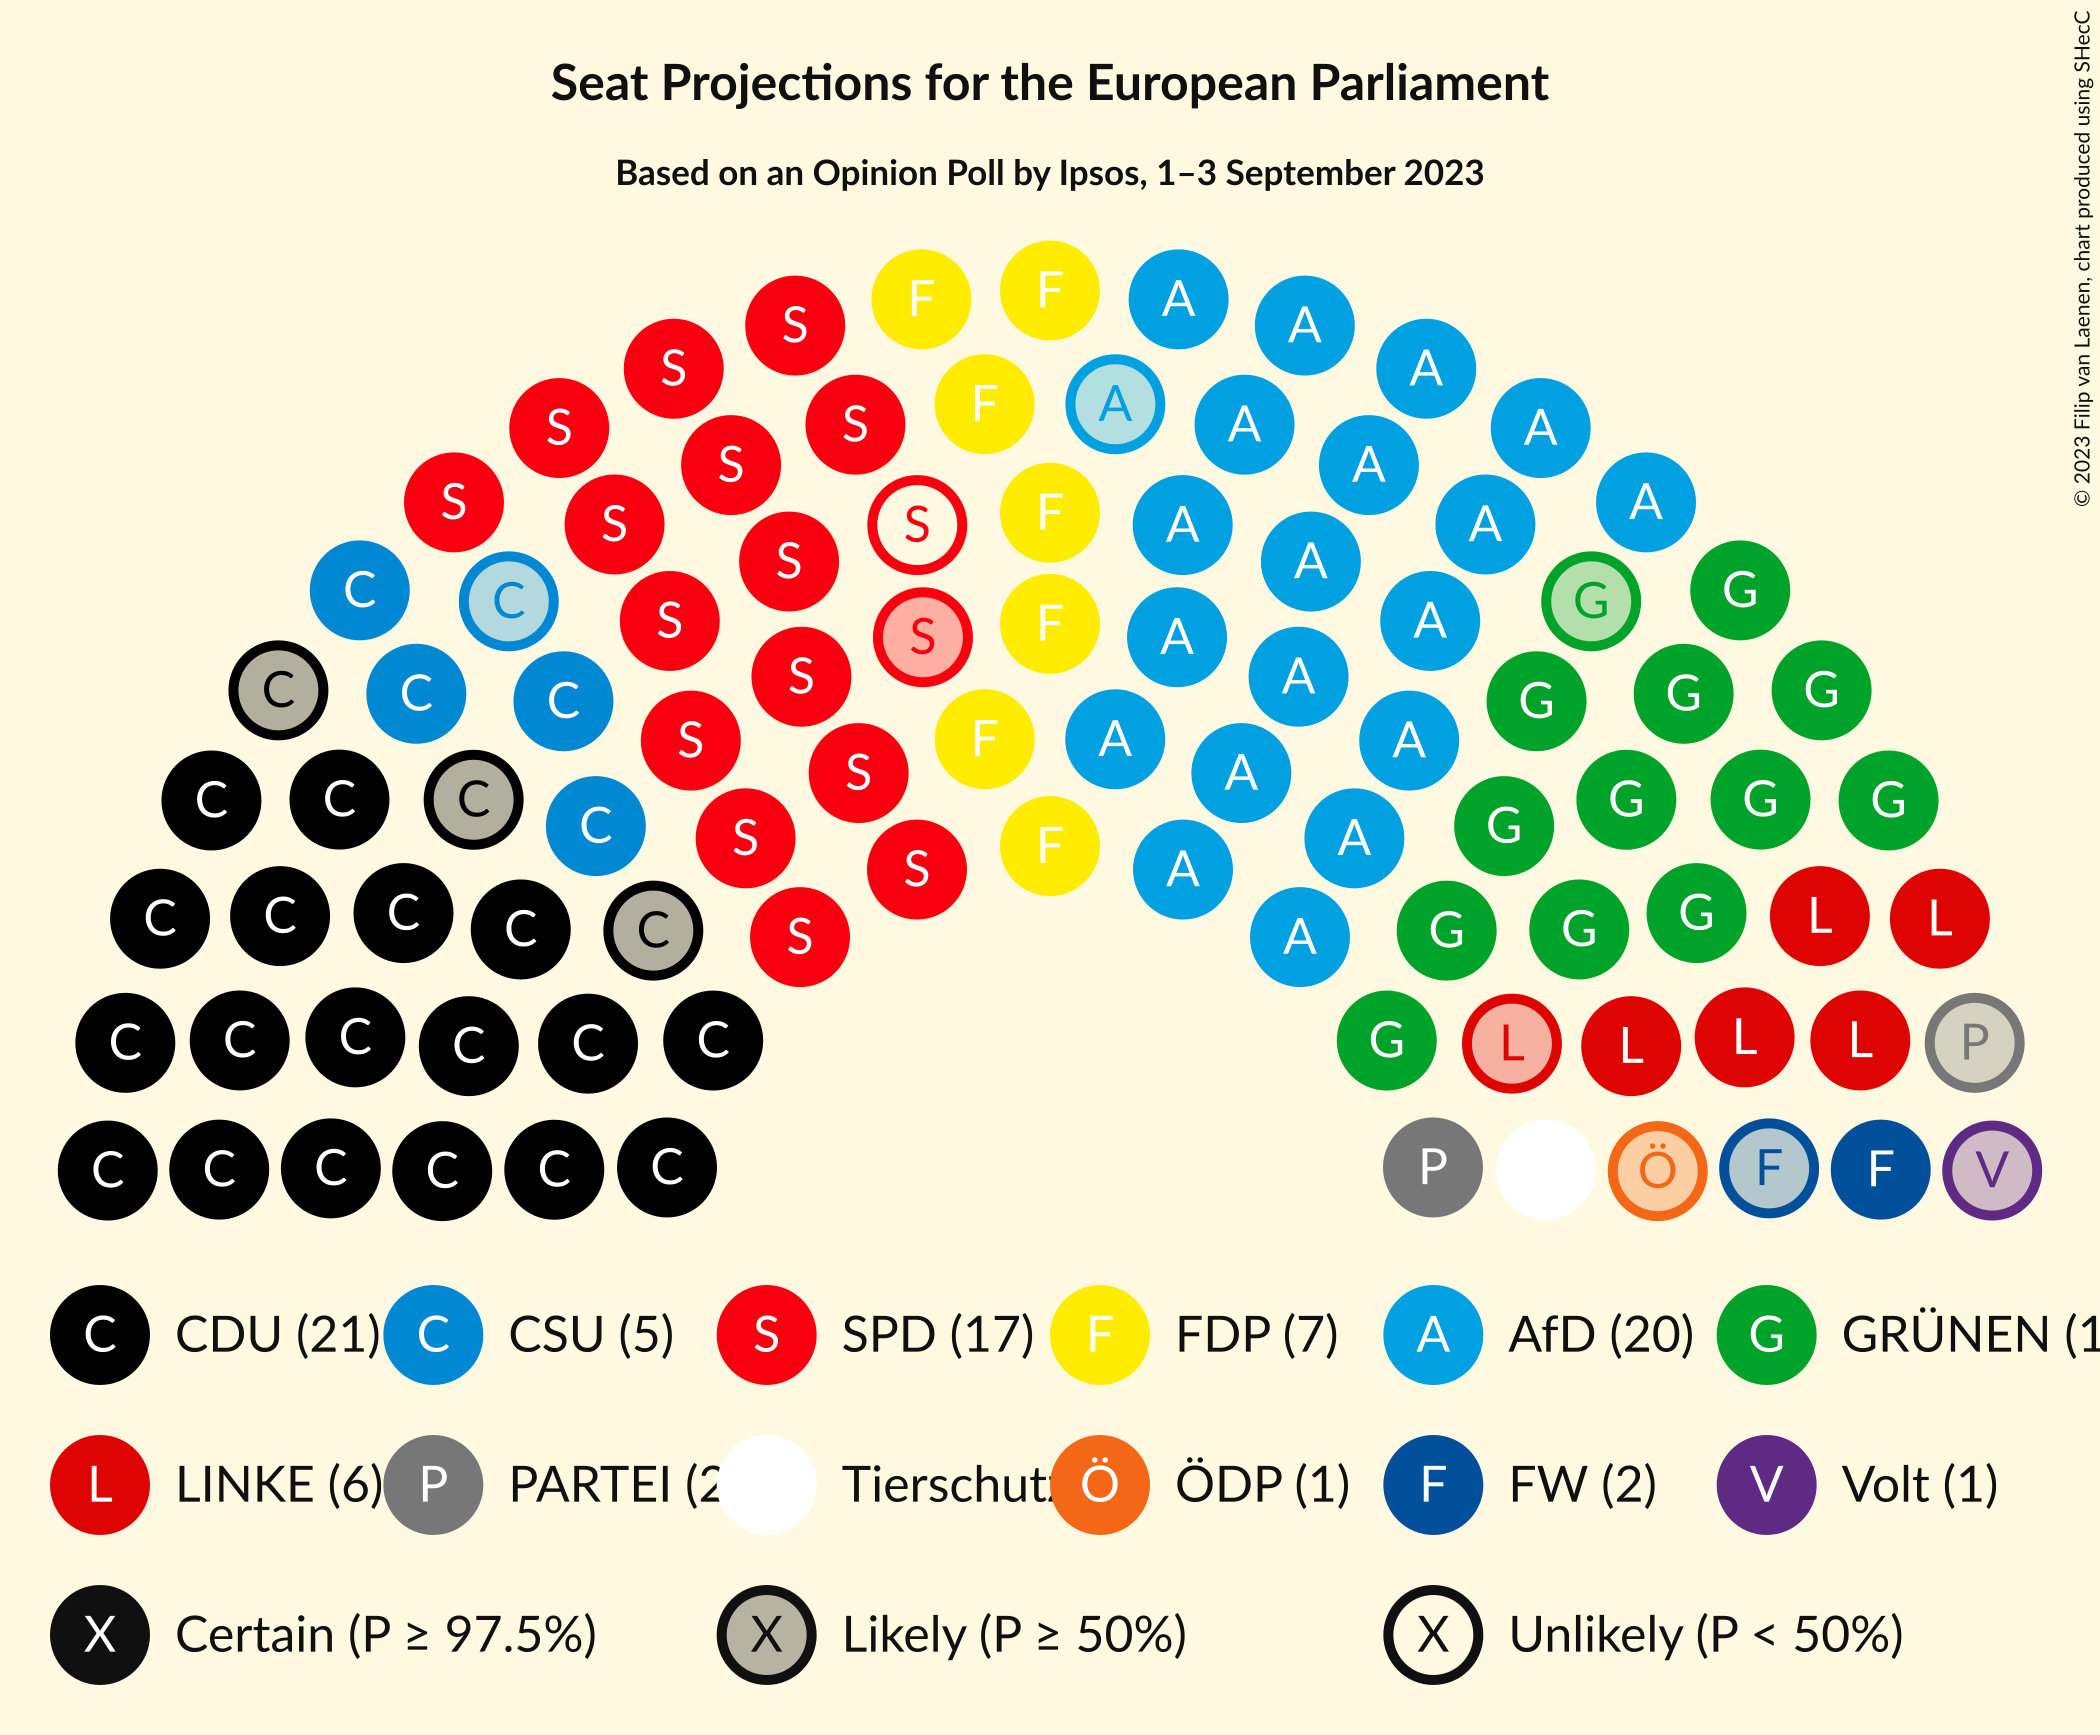 Seat Projections for the European Parliament
Based on an Opinion Poll by Ipsos, 1–3 September 2023
© 2023 Filip van Laenen, chart produced using SHecC
F F A A
S S F A A A A
S S S F A A A
S S S S F A A A A
C C S S S F A A A G G
C C C S S F A A A G G G
C C C C S S F A A G G G G
C C C C C S S F A A G G G L L
C C C C C C G L L L L P
C C C C C C P Ö F F V
C CDU (21) C CSU (5) S SPD (17) F FDP (7) A AfD (20) G GRÜNEN (1
L LINKE (6) P PARTEI (2 Tierschutz Ö ÖDP (1) F FW (2) V Volt (1)
X Certain (P ≥ 97.5%) X Likely (P ≥ 50%) X Unlikely (P < 50%)